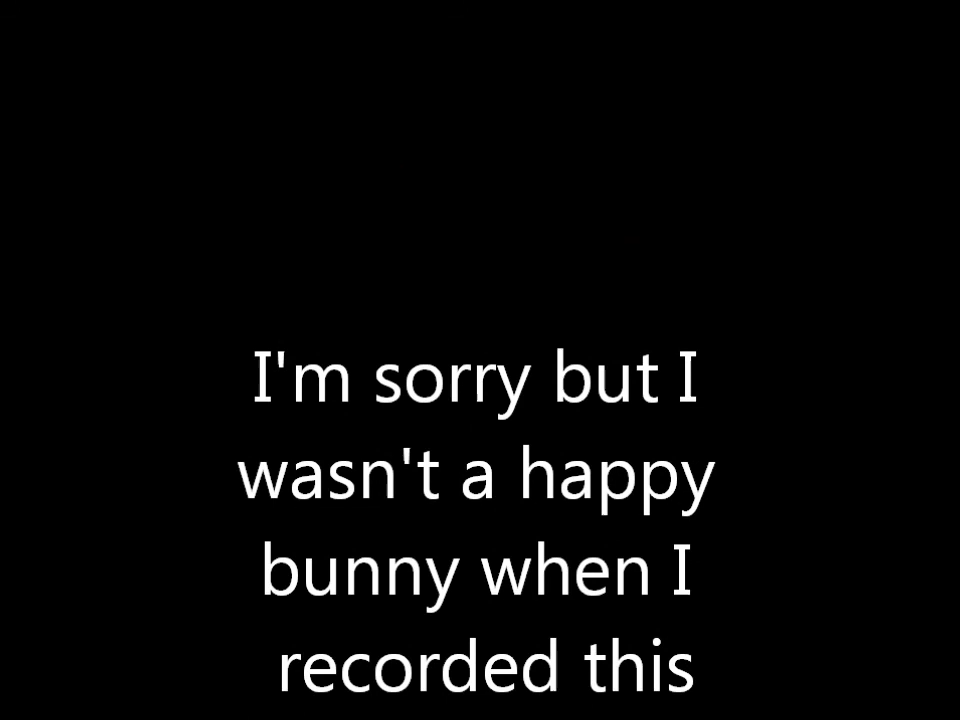 I'm sorry but I
wasn't a happy
bunny when I
recorded this